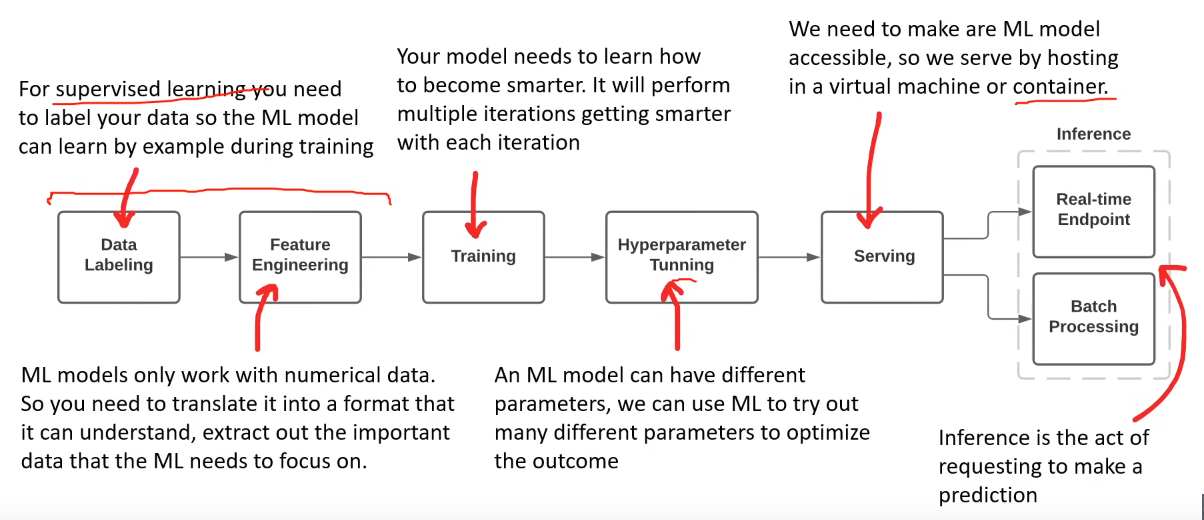 For supervised learning you need
to label your data so the ML model
can learn by example during training
Your model needs to learn how
to become smarter. It will perform
multiple iterations getting smarter
with each iteration
We need to make are ML model
accessible, so we serve by hosting
in a virtual machine or container.
Data
Labeling
Feature
Engineering
Training
Hyperparameter
Tunning
Serving
Inference
Real-time
Endpoint
Batch
Processing
ML models only work with numerical data.
So you need to translate it into a format that
it can understand, extract out the important
data that the ML needs to focus on.
An ML model can have different
parameters, we can use ML to try out
many different parameters to optimize
the outcome
Inference is the act of
requesting to make a
prediction